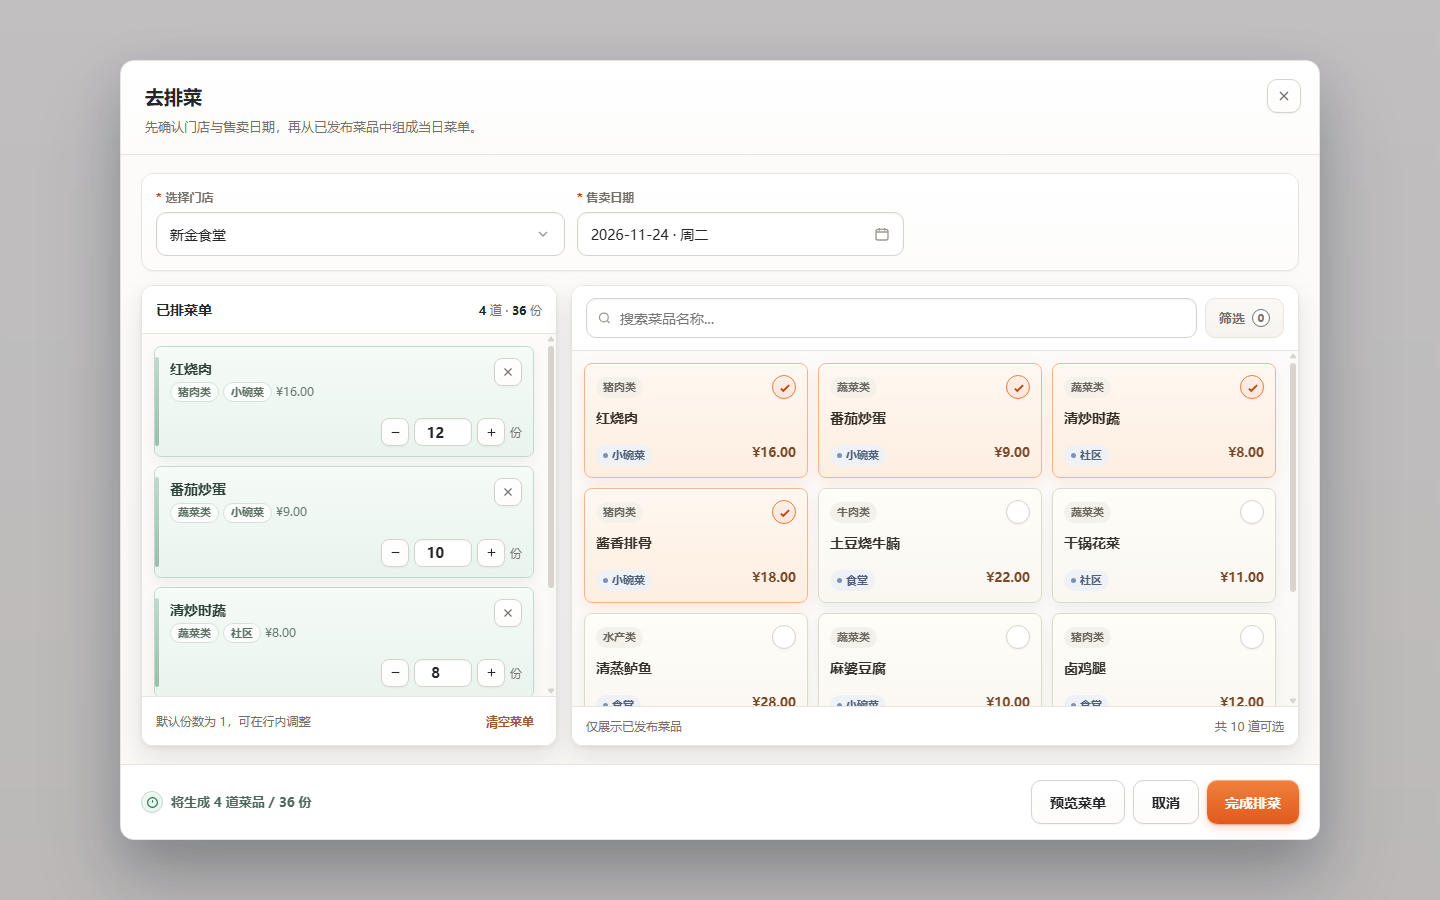 去排菜
先确认门店与售卖日期，再从已发布菜品中组成当日菜单。
* 选择门店
新金食堂
* 售卖日期
2026-11-24 · 周二
已排菜单
4 道 · 36 份
红烧肉
猪肉类 小碗菜 ¥16.00
− 12 + 份
番茄炒蛋
蔬菜类 小碗菜 ¥9.00
− 10 + 份
清炒时蔬
蔬菜类 社区 ¥8.00
− 8 + 份
默认份数为 1，可在行内调整
清空菜单
搜索菜品名称...
筛选 0
猪肉类
红烧肉
小碗菜 ¥16.00
蔬菜类
番茄炒蛋
小碗菜 ¥9.00
蔬菜类
清炒时蔬
社区 ¥8.00
猪肉类
酱香排骨
小碗菜 ¥18.00
牛肉类
土豆烧牛腩
食堂 ¥22.00
蔬菜类
干锅花菜
社区 ¥11.00
水产类
清蒸鲈鱼
食堂 ¥28.00
蔬菜类
麻婆豆腐
小碗菜 ¥10.00
猪肉类
卤鸡腿
食堂 ¥12.00
仅展示已发布菜品
共 10 道可选
将生成 4 道菜品 / 36 份
预览菜单
取消
完成排菜